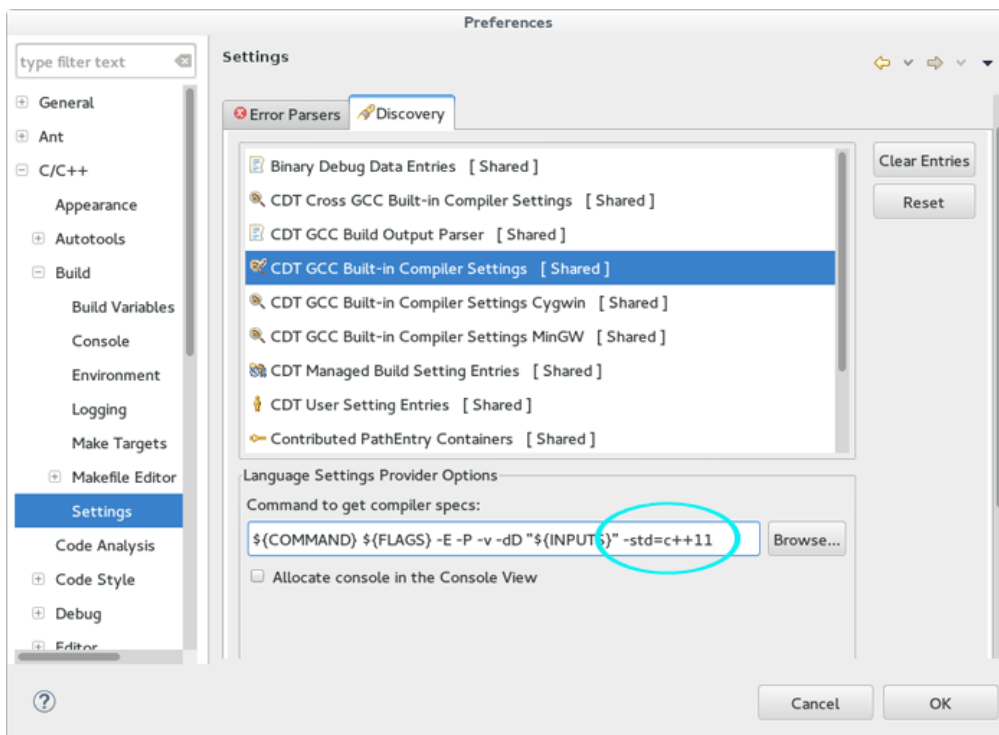 Preferences
type filter text
General
Ant
C/C++
Appearance
Autotools
Build
Build Variables
Console
Environment
Logging
Make Targets
Makefile Editor
Settings
Code Analysis
Code Style
Debug
Editor
Settings
Error Parsers
Discovery
Binary Debug Data Entries [ Shared ]
CDT Cross GCC Built-in Compiler Settings [ Shared ]
CDT GCC Build Output Parser [ Shared ]
CDT GCC Built-in Compiler Settings [ Shared ]
CDT GCC Built-in Compiler Settings Cygwin [ Shared ]
CDT GCC Built-in Compiler Settings MinGW [ Shared ]
CDT Managed Build Setting Entries [ Shared ]
CDT User Setting Entries [ Shared ]
Contributed PathEntry Containers [ Shared ]
Clear Entries
Reset
Language Settings Provider Options
Command to get compiler specs:
${COMMAND} ${FLAGS} -E -P -v -dD "${INPUTS}" -std=c++11
Browse...
Allocate console in the Console View
?
Cancel
OK